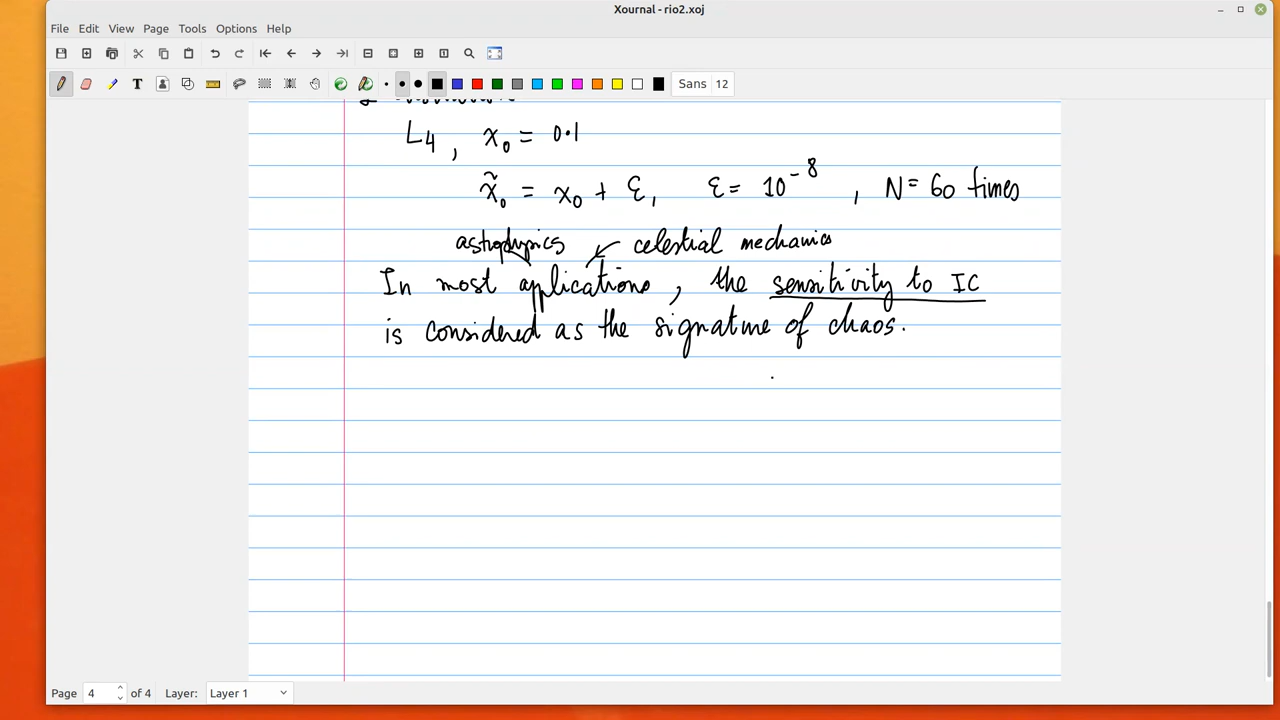 Xournal - rio2.xoj
File Edit View Page Tools Options Help
Sans 12
L₄, x₀ = 0.1
x̃₀ = x₀ + ε, ε = 10⁻⁸, N = 60 times
astrophysics celestial mechanics
In most applications, the sensitivity to IC
is considered as the signature of chaos.
Page 4 of 4 Layer: Layer 1